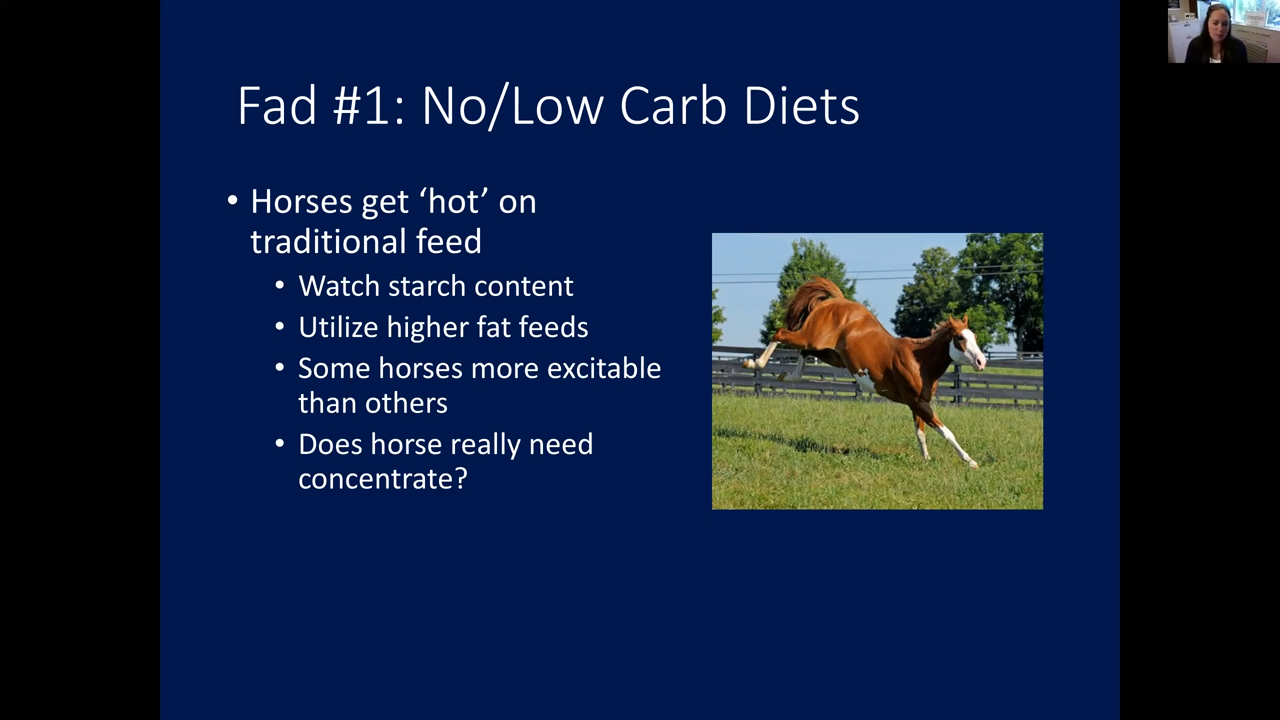 Fad #1: No/Low Carb Diets
• Horses get ‘hot’ on
traditional feed
• Watch starch content
• Utilize higher fat feeds
• Some horses more excitable
than others
• Does horse really need
concentrate?